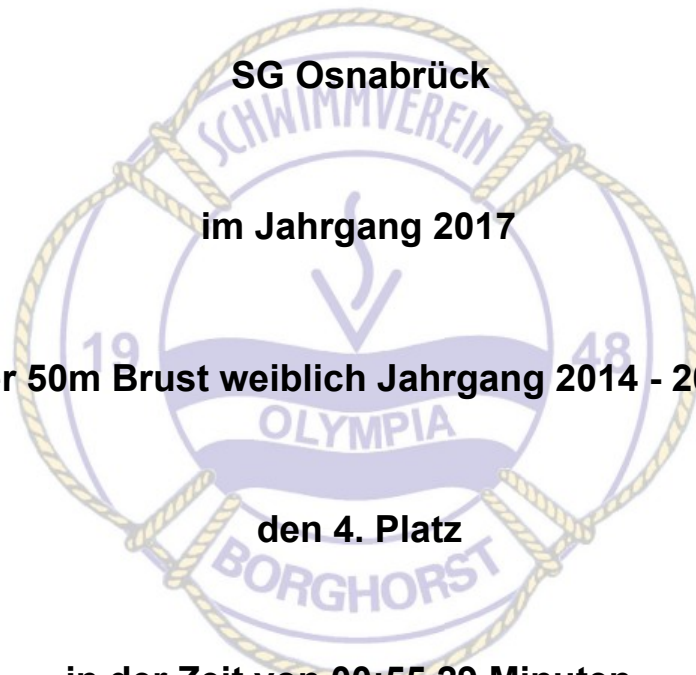 SG Osnabrück
SCHWIMMVEREIN
im Jahrgang 2017
19 48
r 50m Brust weiblich Jahrgang 2014 - 20
OLYMPIA
den 4. Platz
BORGHORST
in der Zeit von Minuten